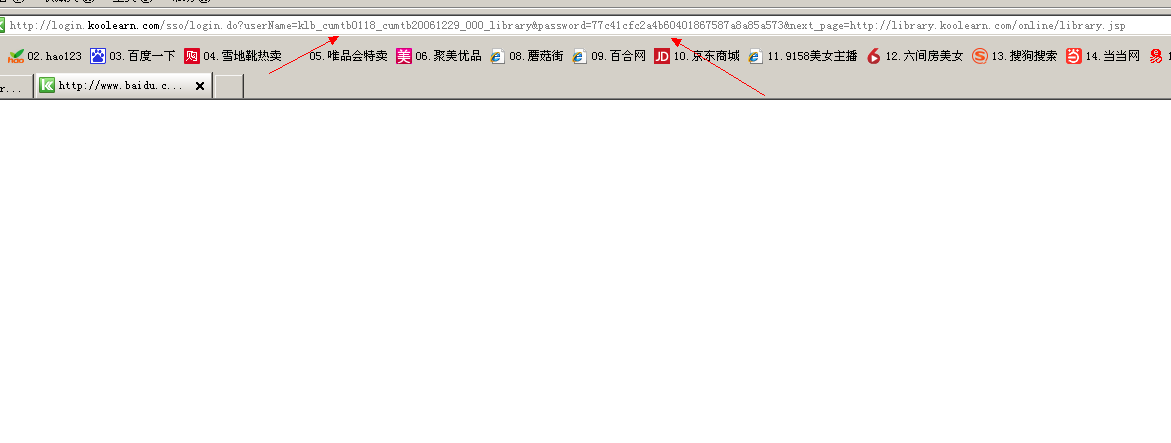 http://login.koolearn.com/sso/login.do?userName=klb_cumtb0118_cumtb20061229_000_library&password=77c41cfc2a4b60401867587a8a85a573&next_page=http://library.koolearn.com/online/library.jsp
02.hao123 03.百度一下 04.雪地靴热卖 05.唯品会特卖 06.聚美优品 08.蘑菇街 09.百合网 10.京东商城 11.9158美女主播 12.六间房美女 13.搜狗搜索 14.当当网
r... http://www.baidu.c...